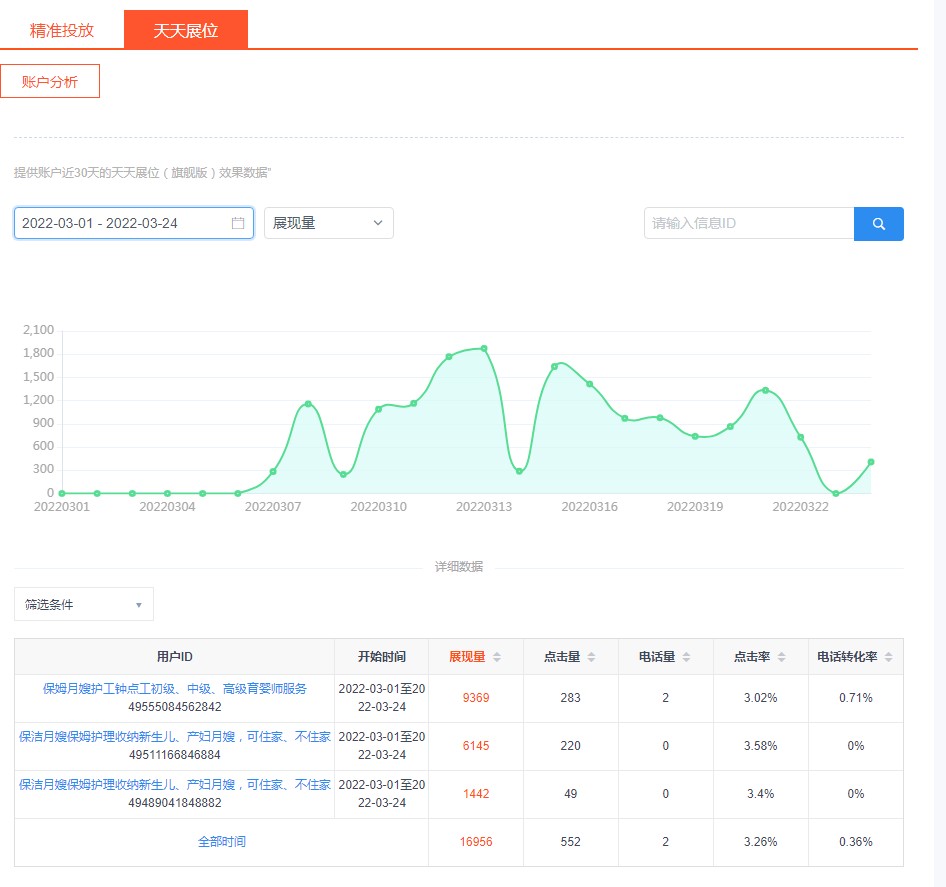 精准投放 天天展位
账户分析
提供账户近30天的天天展位（旗舰版）效果数据"
2022-03-01 - 2022-03-24 展现量 请输入信息ID
2,100
1,800
1,500
1,200
900
600
300
0
20220301 20220304 20220307 20220310 20220313 20220316 20220319 20220322
详细数据
筛选条件
用户ID 开始时间 展现量 点击量 电话量 点击率 电话转化率
保姆月嫂护工钟点工初级、中级、高级育婴师服务
49555084562842
2022-03-01至20
22-03-24
9369 283 2 3.02% 0.71%
保洁月嫂保姆护理收纳新生儿、产妇月嫂，可住家、不住家
49511166846884
2022-03-01至20
22-03-24
6145 220 0 3.58% 0%
保洁月嫂保姆护理收纳新生儿、产妇月嫂，可住家、不住家
49489041848882
2022-03-01至20
22-03-24
1442 49 0 3.4% 0%
全部时间 16956 552 2 3.26% 0.36%